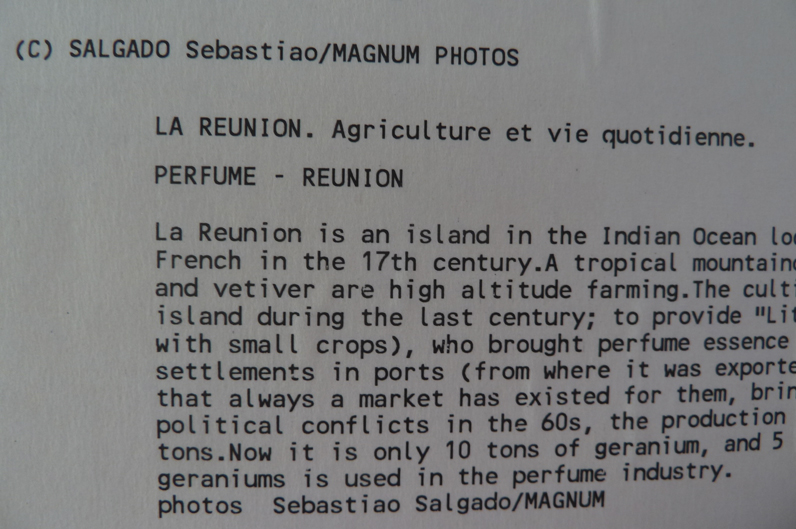 (C) SALGADO Sebastiao/MAGNUM PHOTOS
LA REUNION. Agriculture et vie quotidienne.
PERFUME - REUNION
La Reunion is an island in the Indian Ocean
French in the 17th century.A tropical
and vetiver are high altitude farming.The
island during the last century; to provide
with small crops), who brought perfume essence
settlements in ports (from where it was
that always a market has existed for them,
political conflicts in the 60s, the production
tons.Now it is only 10 tons of geranium, and 5
geraniums is used in the perfume industry.
photos Sebastiao Salgado/MAGNUM